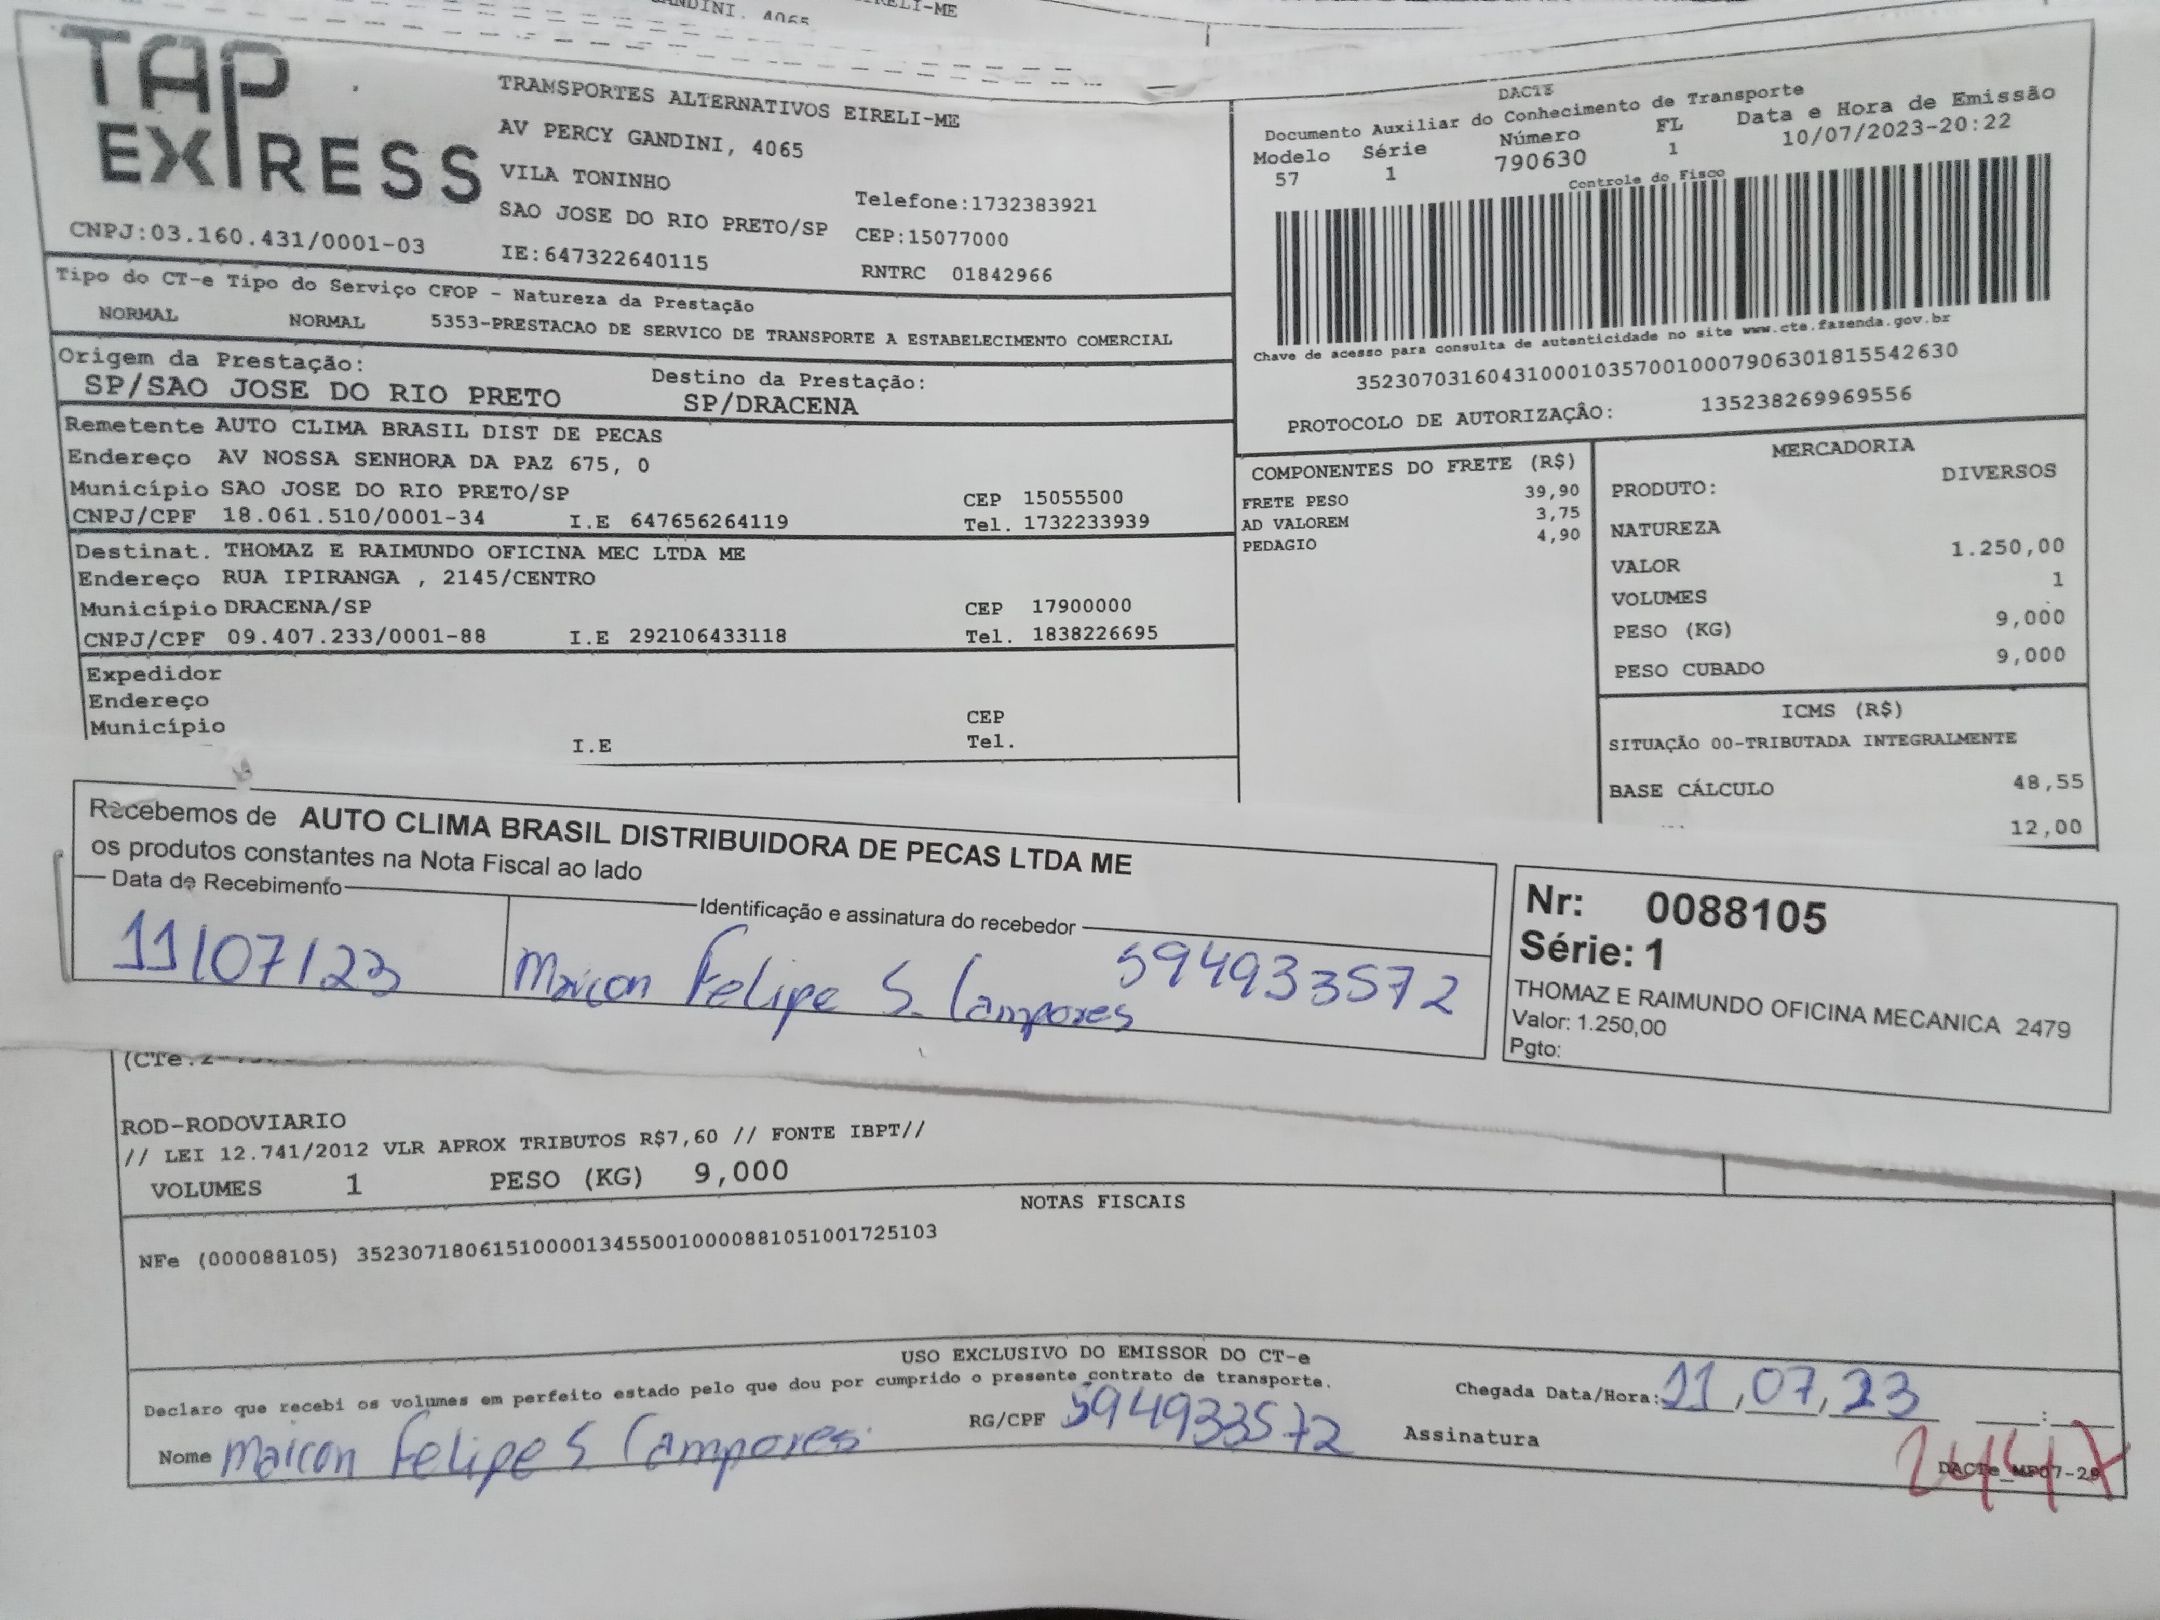 TAP
EXPRESS
CNPJ:03.160.431/0001-03
TRANSPORTES ALTERNATIVOS EIRELI-ME
AV PERCY GANDINI, 4065
VILA TONINHO
SAO JOSE DO RIO PRETO/SP
IE:647322640115
Telefone:1732383921
CEP:15077000
RNTRC 01842966
DACTE
Documento Auxiliar do Conhecimento de Transporte
Modelo Série Número FL Data e Hora de Emissão
57 1 790630 1 10/07/2023-20:22
Controle do Fisco
Chave de acesso para consulta de autenticidade no site www.cte.fazenda.gov.br
35230703160431000103570010007906301815542630
PROTOCOLO DE AUTORIZAÇÂO: 135238269969556
Tipo do CT-e Tipo do Serviço CFOP - Natureza da Prestação
NORMAL NORMAL 5353-PRESTACAO DE SERVICO DE TRANSPORTE A ESTABELECIMENTO COMERCIAL
Origem da Prestação: Destino da Prestação:
SP/SAO JOSE DO RIO PRETO SP/DRACENA
Remetente AUTO CLIMA BRASIL DIST DE PECAS
Endereço AV NOSSA SENHORA DA PAZ 675, 0
Município SAO JOSE DO RIO PRETO/SP CEP 15055500
CNPJ/CPF 18.061.510/0001-34 I.E 647656264119 Tel. 1732233939
Destinat. THOMAZ E RAIMUNDO OFICINA MEC LTDA ME
Endereço RUA IPIRANGA , 2145/CENTRO
Município DRACENA/SP CEP 17900000
CNPJ/CPF 09.407.233/0001-88 I.E 292106433118 Tel. 1838226695
Expedidor
Endereço
Município CEP
I.E Tel.
COMPONENTES DO FRETE (R$)
FRETE PESO 39,90
AD VALOREM 3,75
PEDAGIO 4,90
MERCADORIA
PRODUTO: DIVERSOS
NATUREZA
VALOR 1.250,00
VOLUMES 1
PESO (KG) 9,000
PESO CUBADO 9,000
ICMS (R$)
SITUAÇÃO 00-TRIBUTADA INTEGRALMENTE
BASE CÁLCULO 48,55
12,00
Recebemos de AUTO CLIMA BRASIL DISTRIBUIDORA DE PECAS LTDA ME
os produtos constantes na Nota Fiscal ao lado
Data de Recebimento Identificação e assinatura do recebedor
11/07/23 Maicon Felipe S. Campores 594933572
Nr: 0088105
Série: 1
THOMAZ E RAIMUNDO OFICINA MECANICA 2479
Valor: 1.250,00
Pgto:
ROD-RODOVIARIO
// LEI 12.741/2012 VLR APROX TRIBUTOS R$7,60 // FONTE IBPT//
VOLUMES 1 PESO (KG) 9,000
NOTAS FISCAIS
NFe (000088105) 35230718061510000134550010000881051001725103
USO EXCLUSIVO DO EMISSOR DO CT-e
Declaro que recebi os volumes em perfeito estado pelo que dou por cumprido o presente contrato de transporte.
Chegada Data/Hora: 11,07,23 :
Nome Maicon Felipe S Campores RG/CPF 594933572 Assinatura